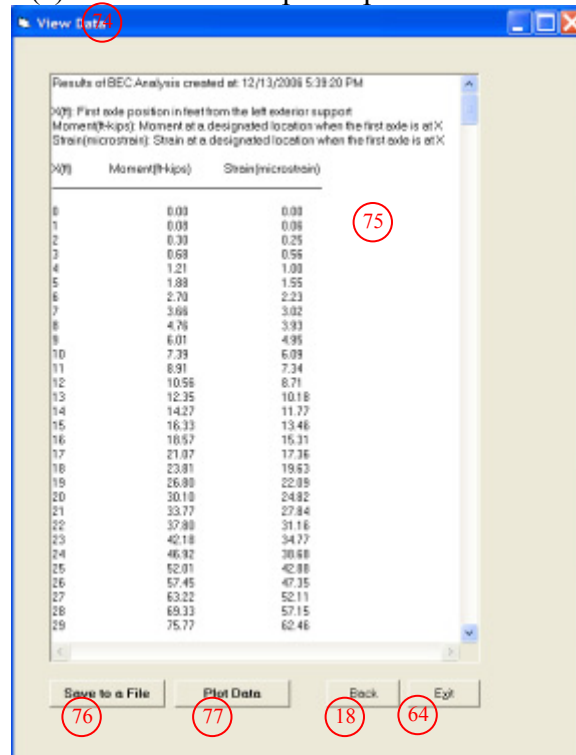 View Data
74
Results of BEC Analysis created at: 12/13/2006 5:39:20 PM
X(ft): First axle position in feet from the left exterior support
Moment(ft-kips): Moment at a designated location when the first axle is at X
Strain(microstrain): Strain at a designated location when the first axle is at X
X(ft) Moment(ft-kips) Strain(microstrain)
0 0.00 0.00
75
1 0.08 0.06
2 0.30 0.25
3 0.68 0.56
4 1.21 1.00
5 1.88 1.55
6 2.70 2.23
7 3.66 3.02
8 4.76 3.93
9 6.01 4.95
10 7.39 6.09
11 8.91 7.34
12 10.56 8.71
13 12.35 10.18
14 14.27 11.77
15 16.33 13.46
16 18.57 15.31
17 21.07 17.36
18 23.81 19.63
19 26.80 22.09
20 30.10 24.82
21 33.77 27.84
22 37.80 31.16
23 42.18 34.77
24 46.92 38.68
25 52.01 42.88
26 57.45 47.35
27 63.22 52.11
28 69.33 57.15
29 75.77 62.46
Save to a File Plot Data Back Exit
76 77 18 64